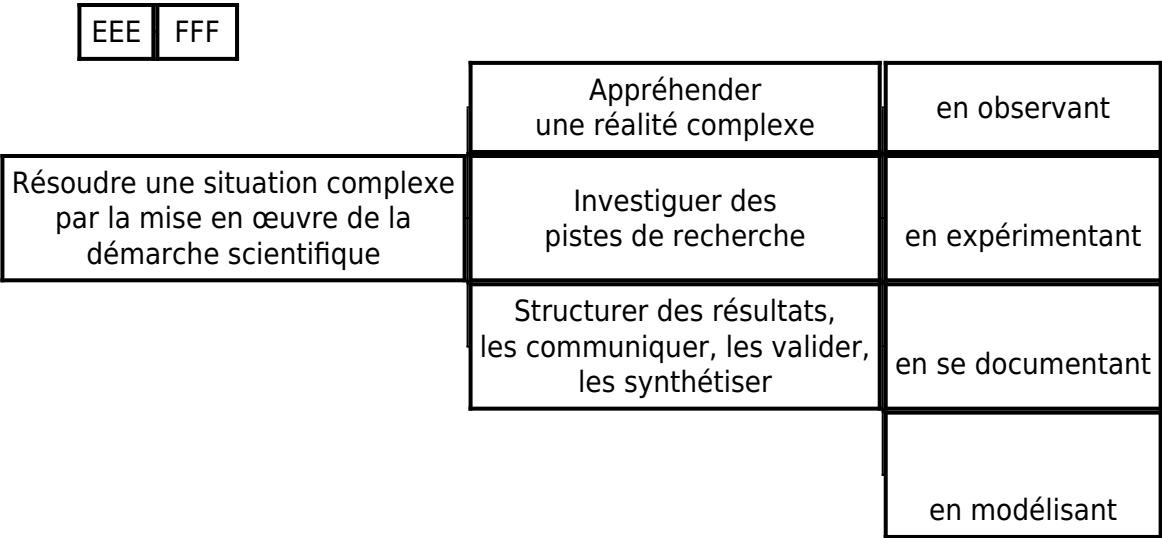 EEE FFF
Appréhender
une réalité complexe
en observant
Résoudre une situation complexe
par la mise en œuvre de la
démarche scientifique
Investiguer des
pistes de recherche
en expérimentant
Structurer des résultats,
les communiquer, les valider,
les synthétiser
en se documentant
en modélisant